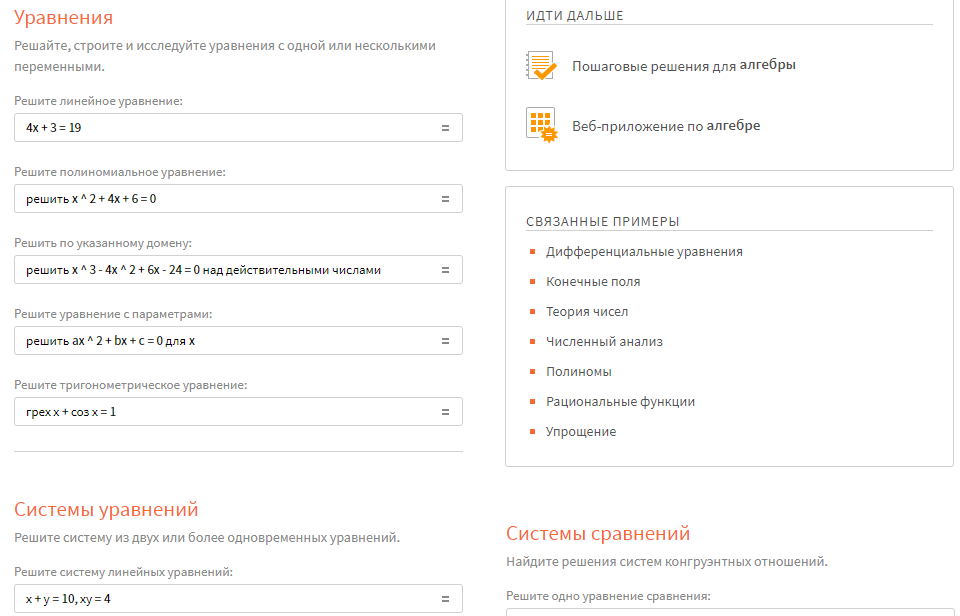 Уравнения
Решайте, строите и исследуйте уравнения с одной или несколькими
переменными.
Решите линейное уравнение:
4x + 3 = 19
=
Решите полиномиальное уравнение:
решить x ^ 2 + 4x + 6 = 0
=
Решить по указанному домену:
решить x ^ 3 - 4x ^ 2 + 6x - 24 = 0 над действительными числами
=
Решите уравнение с параметрами:
решить ax ^ 2 + bx + c = 0 для x
=
Решите тригонометрическое уравнение:
грех x + соз x = 1
=
Системы уравнений
Решите систему из двух или более одновременных уравнений.
Решите систему линейных уравнений:
x + y = 10, xy = 4
=
ИДТИ ДАЛЬШЕ
Пошаговые решения для алгебры
Веб-приложение по алгебре
СВЯЗАННЫЕ ПРИМЕРЫ
Дифференциальные уравнения
Конечные поля
Теория чисел
Численный анализ
Полиномы
Рациональные функции
Упрощение
Системы сравнений
Найдите решения систем конгруэнтных отношений.
Решите одно уравнение сравнения: